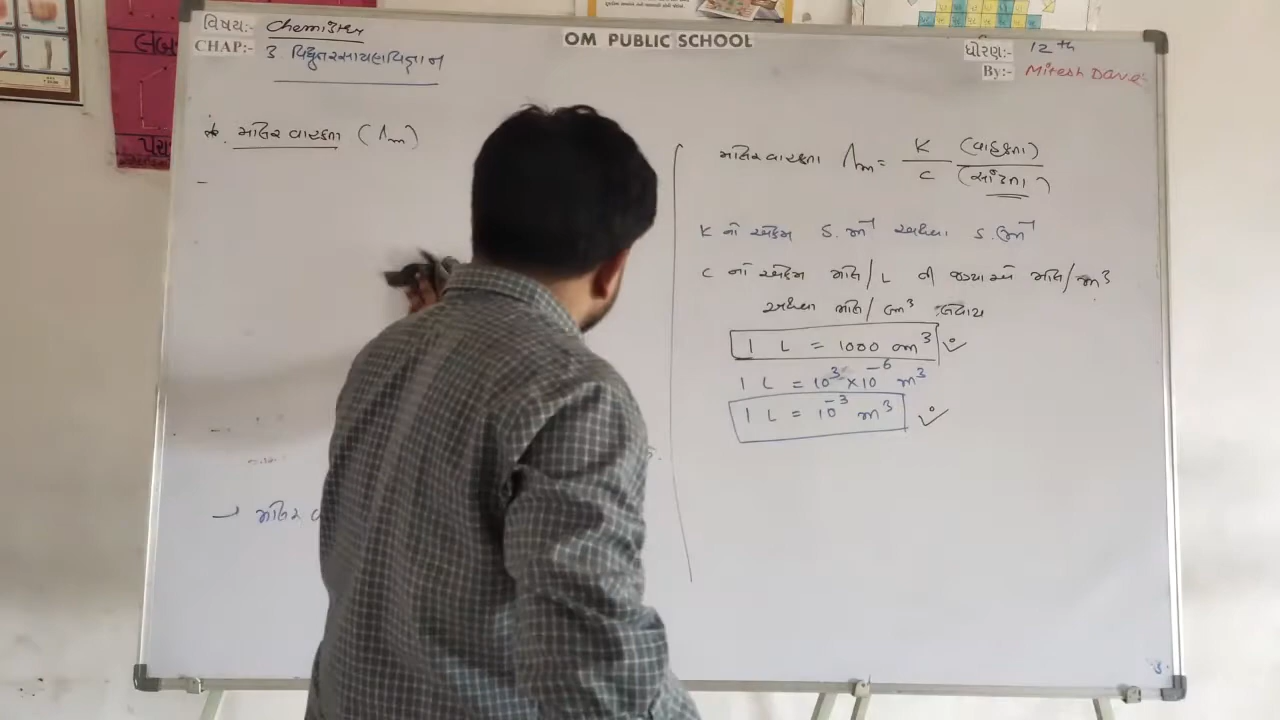 વિષય:- Chemistry
CHAP:- 3. વિદ્યુતરસાયણવિજ્ઞાન
OM PUBLIC SCHOOL
ધોરણ:- 12 th
By:- Mitesh Dave
*. મોલર વાહકતા (Λm)
→ મોલર વા
મોલર વાહકતા Λm = K (વાહકતા) / C (સાંદ્રતા)
K નો એકમ S.m⁻¹ અથવા S.cm⁻¹
C નો એકમ મોલ/L ની જગ્યાએ મોલ/m³
અથવા મોલ/cm³ લેવાય
1 L = 1000 cm³
1 L = 10³ × 10⁻⁶ m³
1 L = 10⁻³ m³